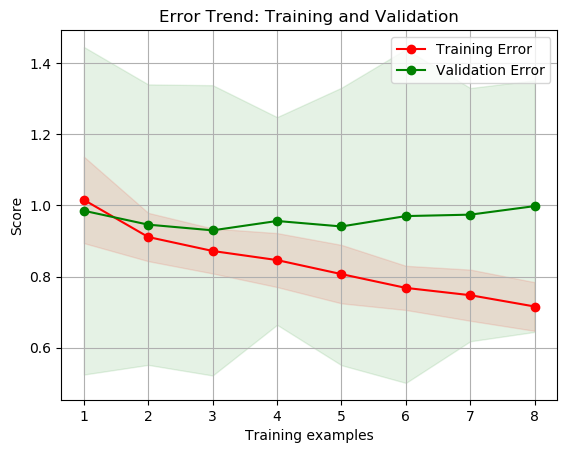 Error Trend: Training and Validation
Training Error
Validation Error
1.4
1.2
1.0
0.8
0.6
Score
1 2 3 4 5 6 7 8
Training examples